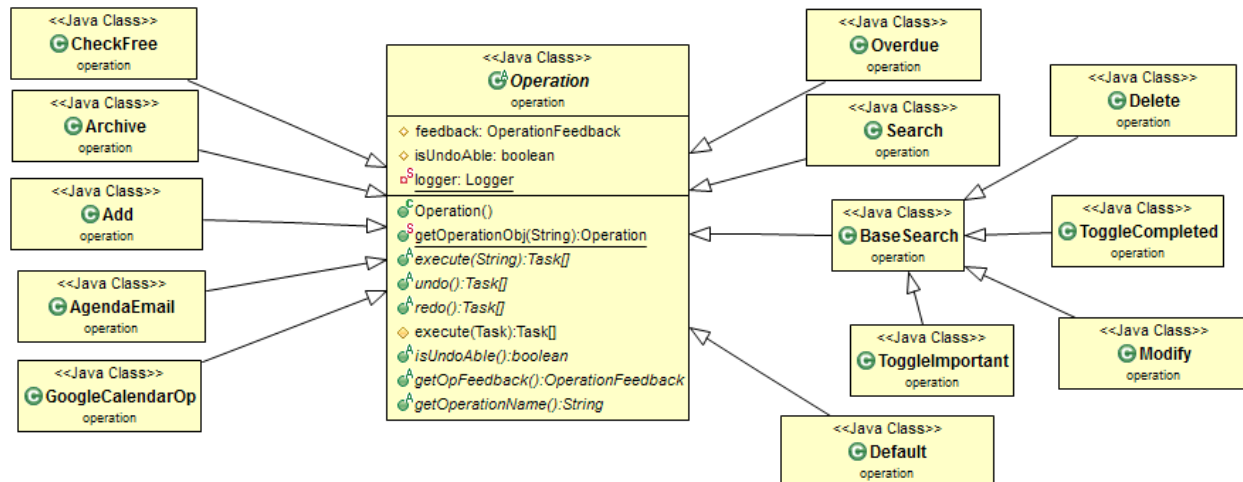 <<Java Class>>
CheckFree
operation
<<Java Class>>
Archive
operation
<<Java Class>>
Add
operation
<<Java Class>>
AgendaEmail
operation
<<Java Class>>
GoogleCalendarOp
operation
<<Java Class>>
Operation
operation
feedback: OperationFeedback
isUndoAble: boolean
logger: Logger
Operation()
getOperationObj(String):Operation
execute(String):Task[]
undo():Task[]
redo():Task[]
execute(Task):Task[]
isUndoAble():boolean
getOpFeedback():OperationFeedback
getOperationName():String
<<Java Class>>
Overdue
operation
<<Java Class>>
Search
operation
<<Java Class>>
BaseSearch
operation
<<Java Class>>
Delete
operation
<<Java Class>>
ToggleCompleted
operation
<<Java Class>>
ToggleImportant
operation
<<Java Class>>
Modify
operation
<<Java Class>>
Default
operation